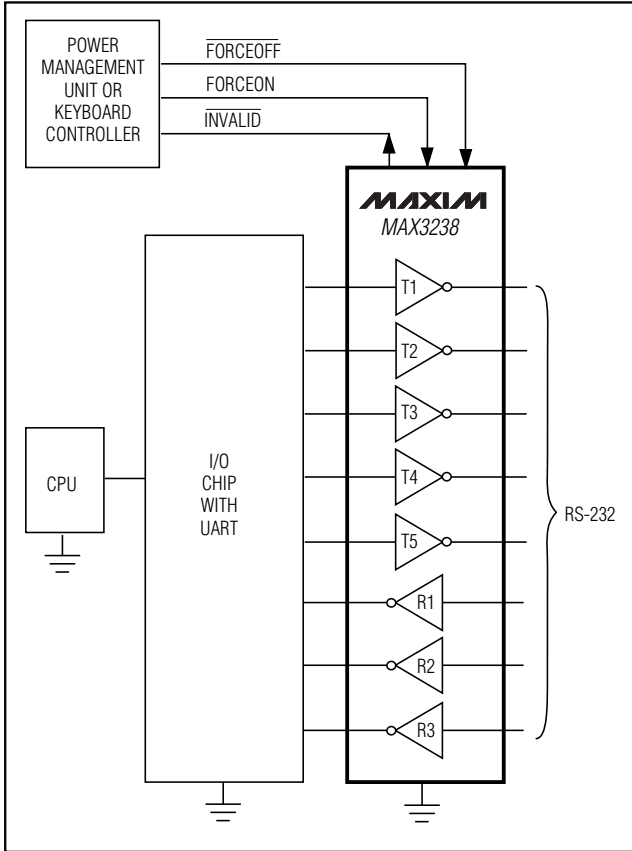 POWER
MANAGEMENT
UNIT OR
KEYBOARD
CONTROLLER
FORCEOFF
FORCEON
INVALID
MAXIM
MAX3238
T1
T2
T3
T4
T5
R1
R2
R3
CPU
I/O
CHIP
WITH
UART
RS-232